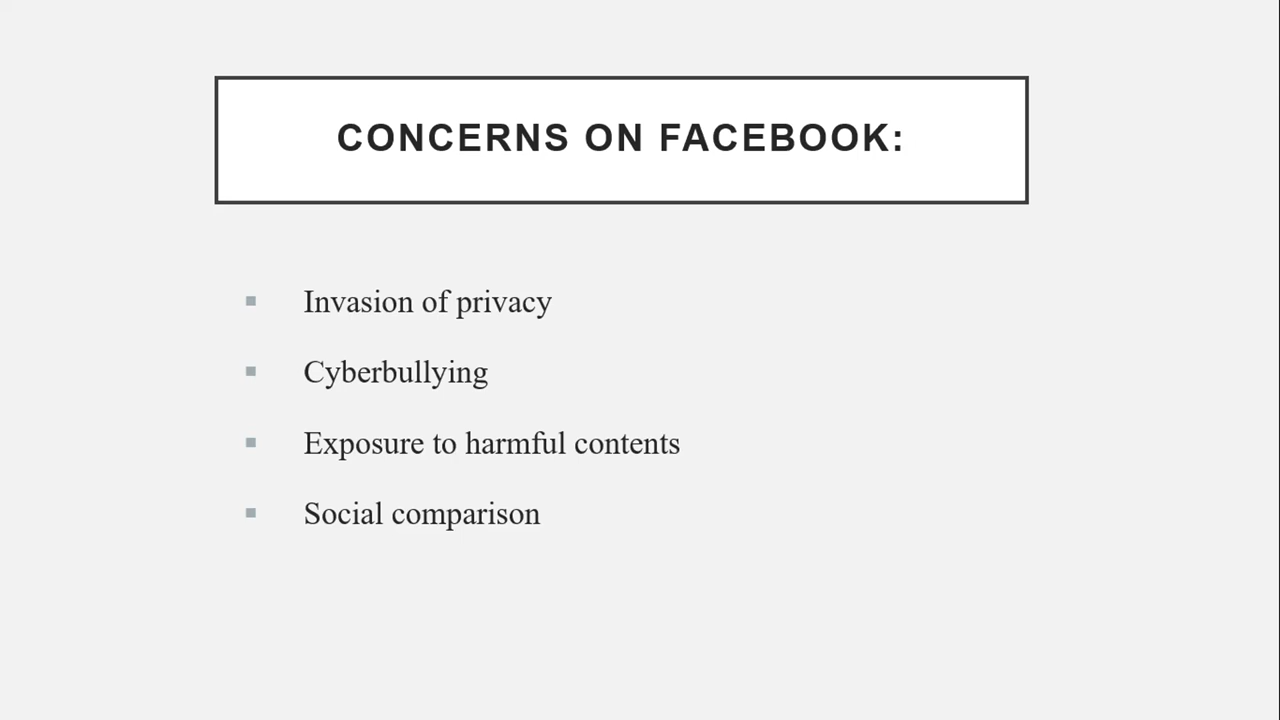 CONCERNS ON FACEBOOK:
Invasion of privacy
Cyberbullying
Exposure to harmful contents
Social comparison